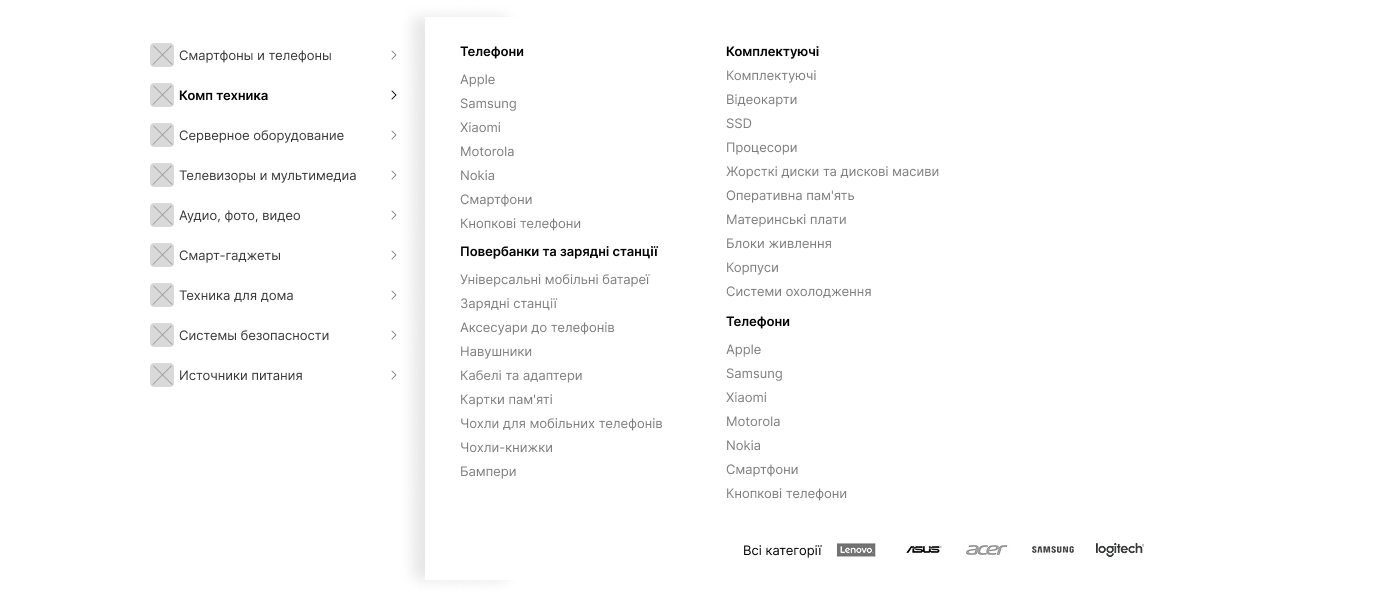 Смартфоны и телефоны
Комп техника
Серверное оборудование
Телевизоры и мультимедиа
Аудио, фото, видео
Смарт-гаджеты
Техника для дома
Системы безопасности
Источники питания
Телефони
Apple
Samsung
Xiaomi
Motorola
Nokia
Смартфони
Кнопкові телефони
Повербанки та зарядні станції
Універсальні мобільні батареї
Зарядні станції
Аксесуари до телефонів
Навушники
Кабелі та адаптери
Картки пам'яті
Чохли для мобільних телефонів
Чохли-книжки
Бампери
Комплектуючі
Комплектуючі
Відеокарти
SSD
Процесори
Жорсткі диски та дискові масиви
Оперативна пам'ять
Материнські плати
Блоки живлення
Корпуси
Системи охолодження
Телефони
Apple
Samsung
Xiaomi
Motorola
Nokia
Смартфони
Кнопкові телефони
Всі категорії Lenovo ASUS acer SAMSUNG logitech